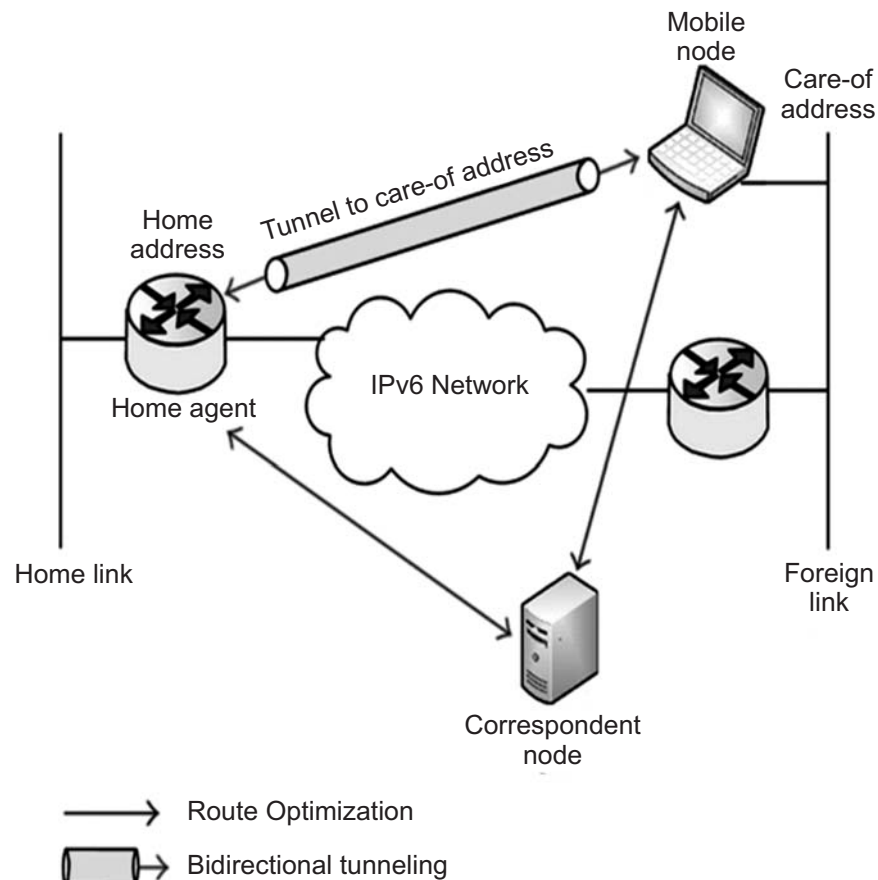 Mobile
node
Care-of
address
Tunnel to care-of address
Home
address
IPv6 Network
Home agent
Home link
Foreign
link
Correspondent
node
Route Optimization
Bidirectional tunneling